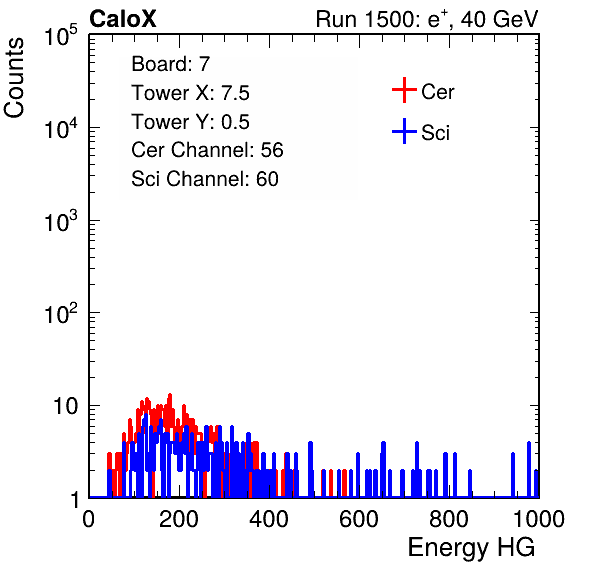 CaloX Run 1500: e⁺, 40 GeV
Counts
Board: 7
Tower X: 7.5
Tower Y: 0.5
Cer Channel: 56
Sci Channel: 60
Cer
Sci
10⁵
10⁴
10³
10²
10
1
0 200 400 600 800 1000
Energy HG